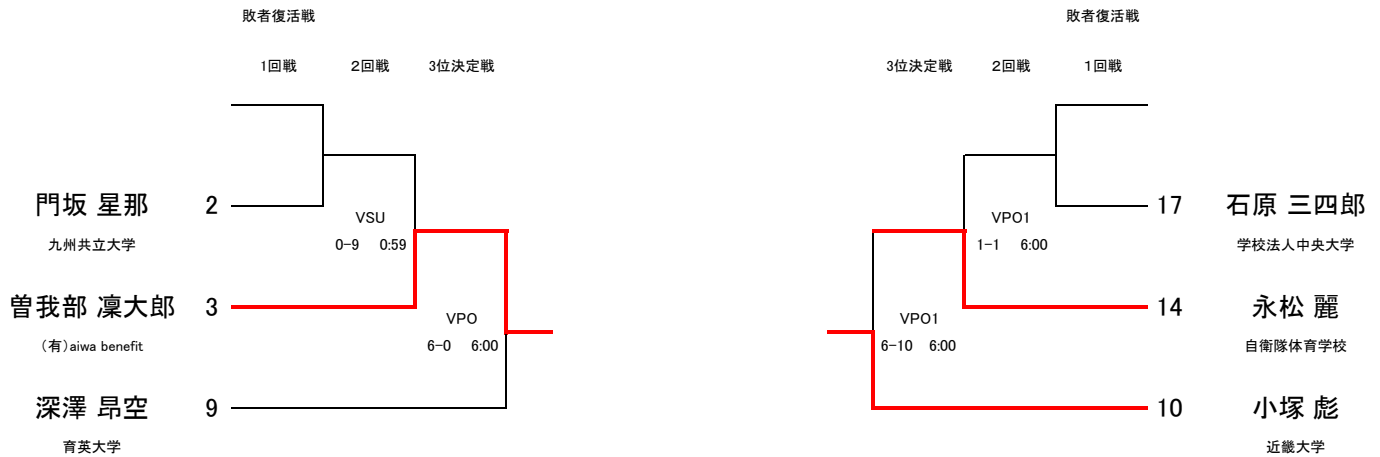 敗者復活戦
敗者復活戦
1回戦 2回戦 3位決定戦
3位決定戦 2回戦 1回戦
門坂 星那 2
九州共立大学
VSU
0-9 0:59
曽我部 凜大郎 3
（有）aiwa benefit
VPO
6-0 6:00
深澤 昂空 9
育英大学
17 石原 三四郎
学校法人中央大学
VPO1
1-1 6:00
14 永松 麗
自衛隊体育学校
VPO1
6-10 6:00
10 小塚 彪
近畿大学